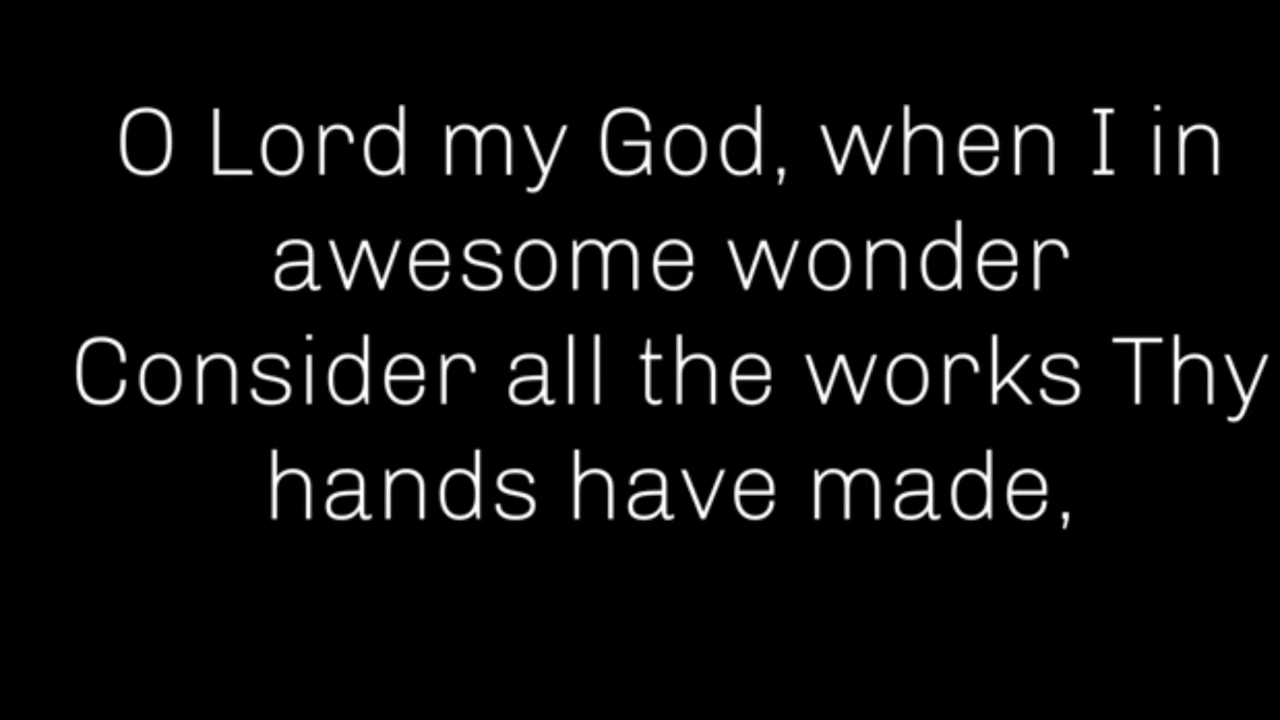 O Lord my God, when I in
awesome wonder
Consider all the works Thy
hands have made,